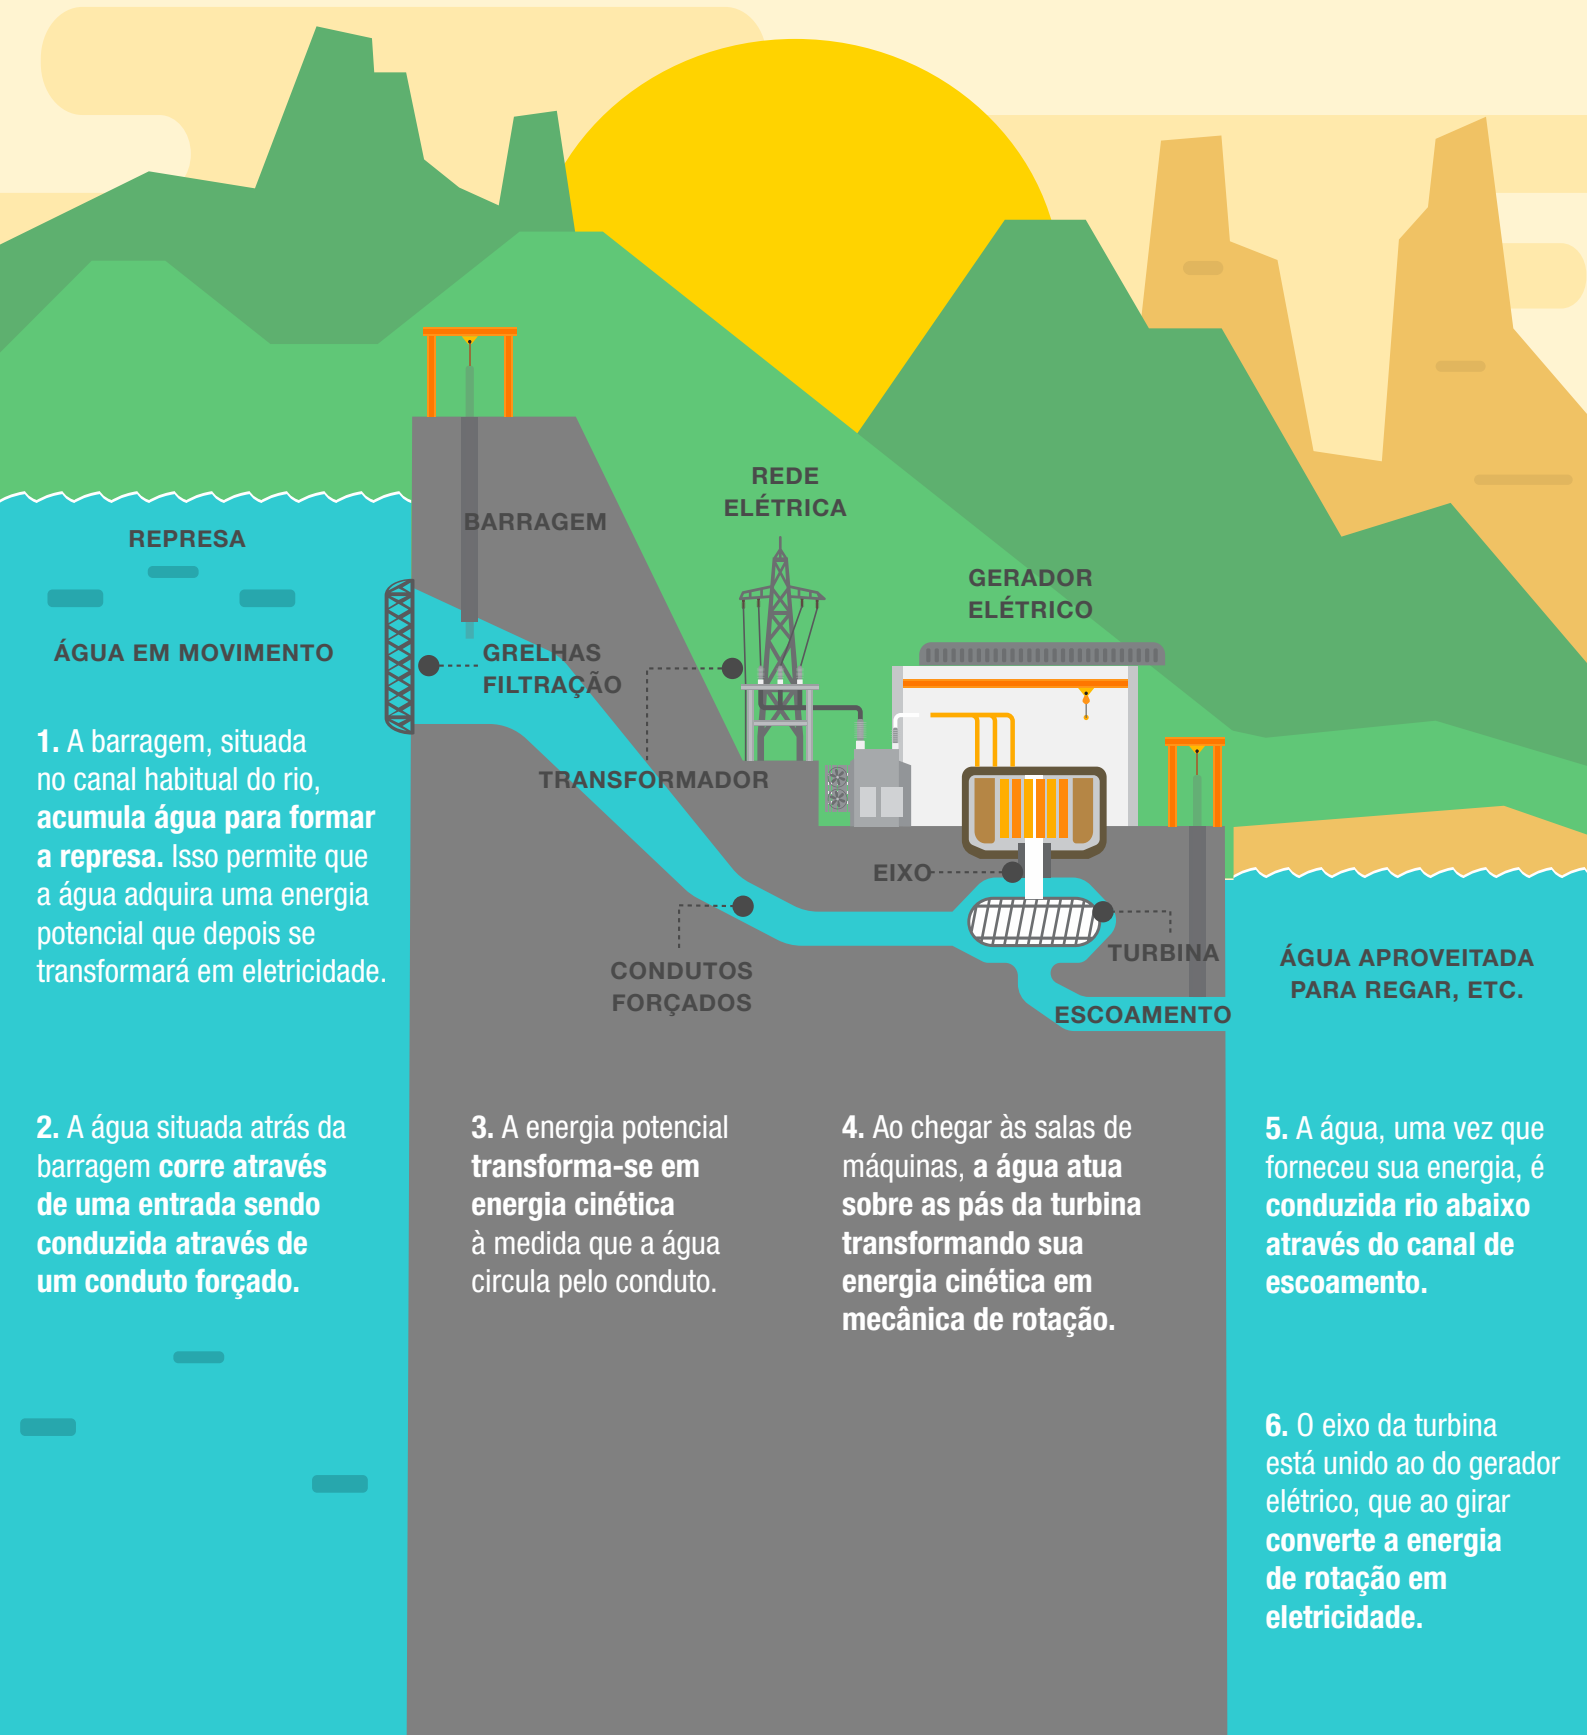 REDE
ELÉTRICA
BARRAGEM
REPRESA
GERADOR
ELÉTRICO
ÁGUA EM MOVIMENTO
GRELHAS
FILTRAÇÃO
TRANSFORMADOR
EIXO
CONDUTOS
FORÇADOS
TURBINA
ESCOAMENTO
ÁGUA APROVEITADA
PARA REGAR, ETC.
1. A barragem, situada
no canal habitual do rio,
acumula água para formar
a represa. Isso permite que
a água adquira uma energia
potencial que depois se
transformará em eletricidade.
2. A água situada atrás da
barragem corre através
de uma entrada sendo
conduzida através de
um conduto forçado.
3. A energia potencial
transforma-se em
energia cinética
à medida que a água
circula pelo conduto.
4. Ao chegar às salas de
máquinas, a água atua
sobre as pás da turbina
transformando sua
energia cinética em
mecânica de rotação.
5. A água, uma vez que
forneceu sua energia, é
conduzida rio abaixo
através do canal de
escoamento.
6. O eixo da turbina
está unido ao do gerador
elétrico, que ao girar
converte a energia
de rotação em
eletricidade.